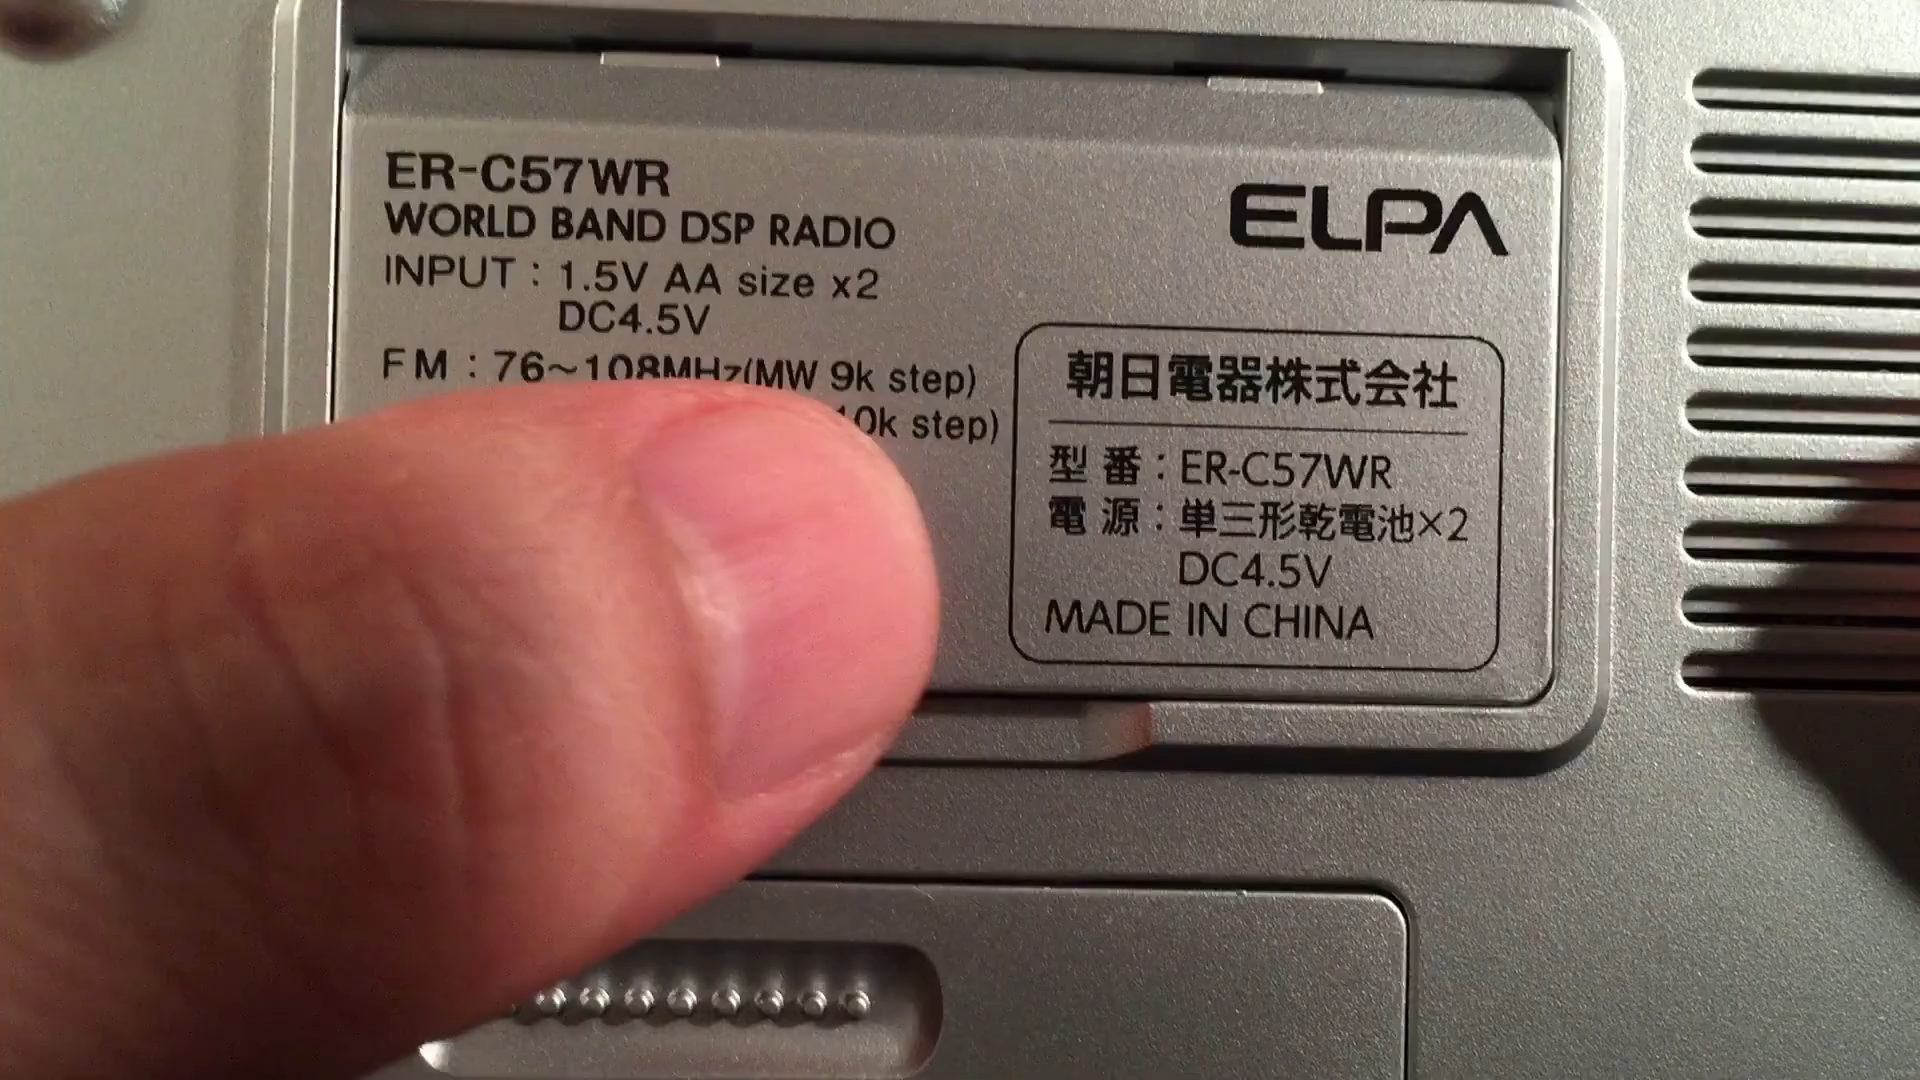 ER-C57WR
WORLD BAND DSP RADIO
INPUT : 1.5V AA size x2
DC4.5V
FM : 76~108MHz(MW 9k step)
10k step)
ELPA
朝日電器株式会社
型 番 : ER-C57WR
電 源 : 単三形乾電池×2
DC4.5V
MADE IN CHINA